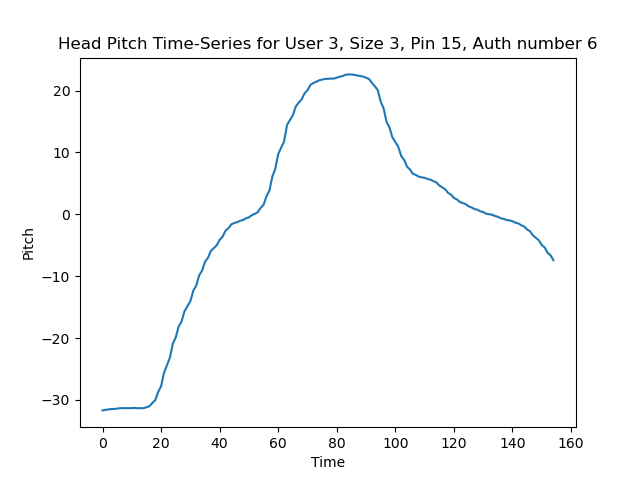 Head Pitch Time-Series for User 3, Size 3, Pin 15, Auth number 6
20
10
0
−10
−20
−30
Pitch
0 20 40 60 80 100 120 140 160
Time